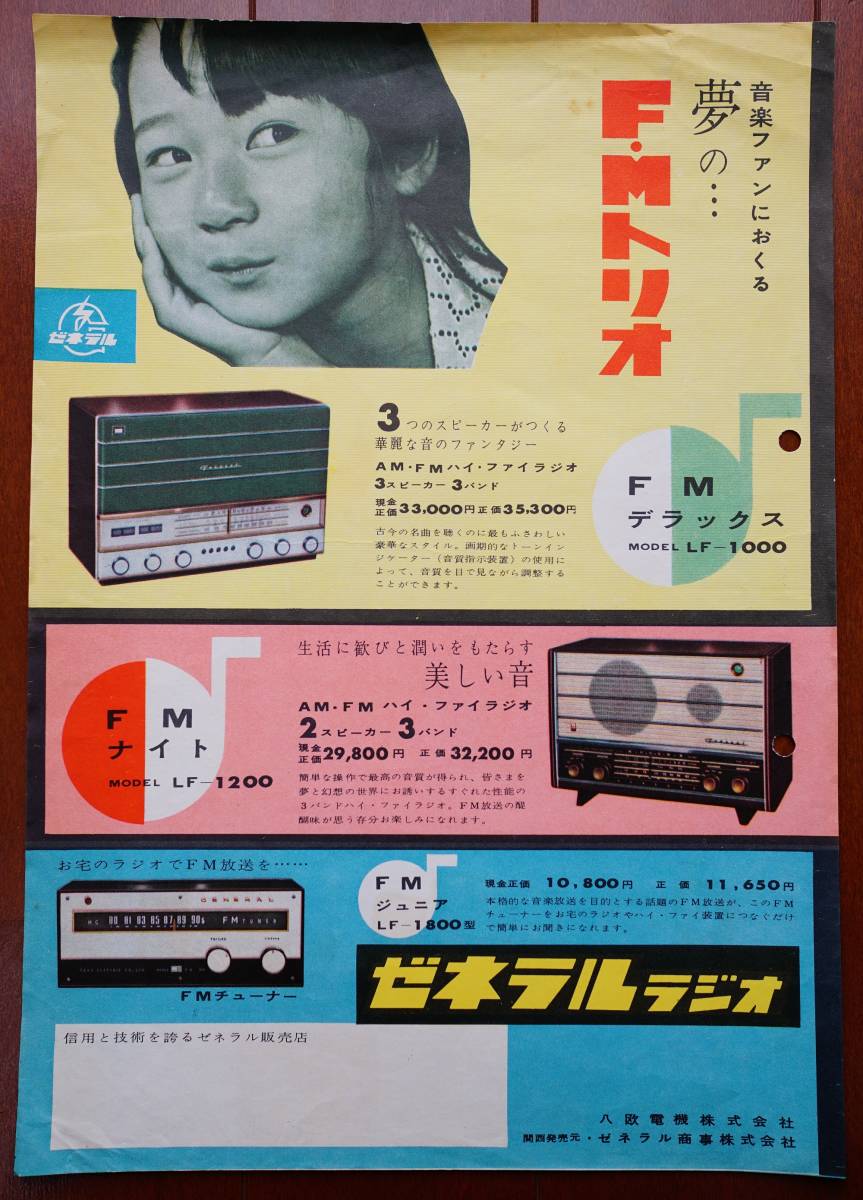 音楽ファンにおくる
夢の…
F・Mトリオ
ゼネラル
3つのスピーカーがつくる
華麗な音のファンタジー
AM・FMハイ・ファイラジオ
3スピーカー 3バンド
現金正価33,000円 正価35,300円
古今の名曲を聴くのに最もふさわしい
豪華なスタイル。画期的なトーンイン
ジケーター(音質指示装置)の使用に
よって、音質を目で見ながら調整する
ことができます。
FM
デラックス
MODEL LF-1000
General
生活に歓びと潤いをもたらす
美しい音
AM・FM ハイ・ファイラジオ
2スピーカー 3バンド
現金正価29,800円 正価32,200円
簡単な操作で最高の音質が得られ、皆さまを
夢と幻想の世界にお誘いするすぐれた性能の
3バンドハイ・ファイラジオ。FM放送の醍
醐味が思う存分お楽しみになれます。
FM
ナイト
MODEL LF-1200
General
お宅のラジオでFM放送を……
GENERAL
MC 80 81 83 85 87 89 90s FM TUNER
FMチューナー
FM
ジュニア
LF-1800型
現金正価 10,800円 正価 11,650円
本格的な音楽放送を目的とする話題のFM放送が、このFM
チューナーをお宅のラジオやハイ・ファイ装置につなぐだけ
で簡単にお聞きになれます。
ゼネラルラジオ
信用と技術を誇るゼネラル販売店
八欧電機株式会社
関西発売元・ゼネラル商事株式会社